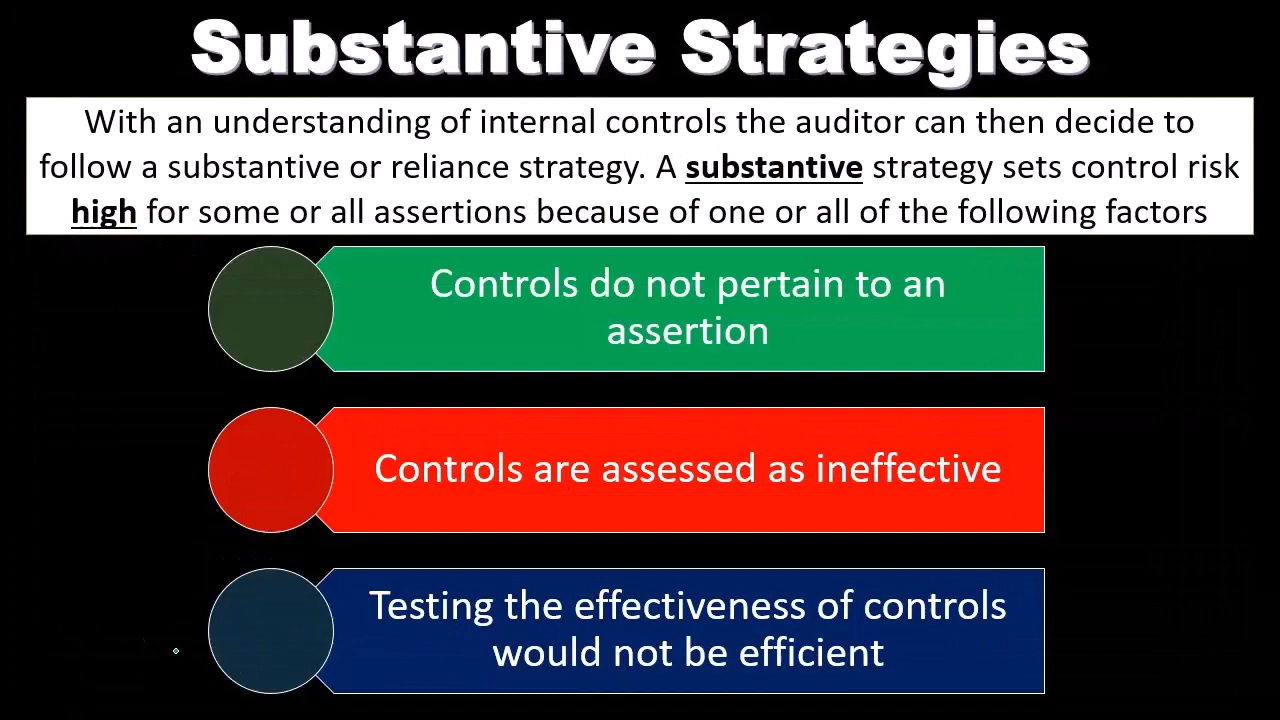 Substantive Strategies
With an understanding of internal controls the auditor can then decide to
follow a substantive or reliance strategy. A substantive strategy sets control risk
high for some or all assertions because of one or all of the following factors
Controls do not pertain to an
assertion
Controls are assessed as ineffective
Testing the effectiveness of controls
would not be efficient